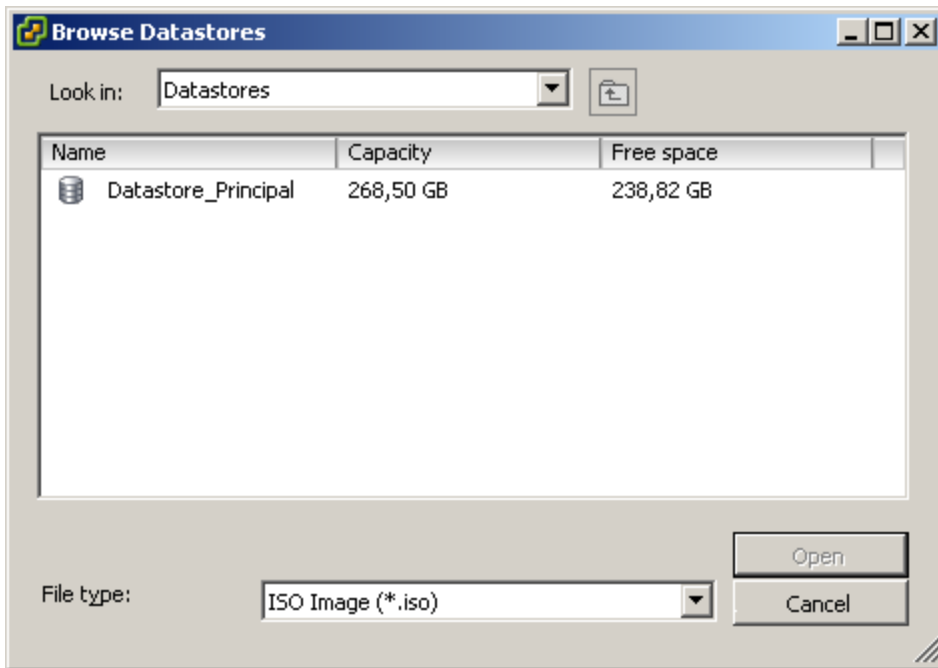 Browse Datastores
Look in: Datastores
Name Capacity Free space
Datastore_Principal 268,50 GB 238,82 GB
Open
File type: ISO Image (*.iso)
Cancel